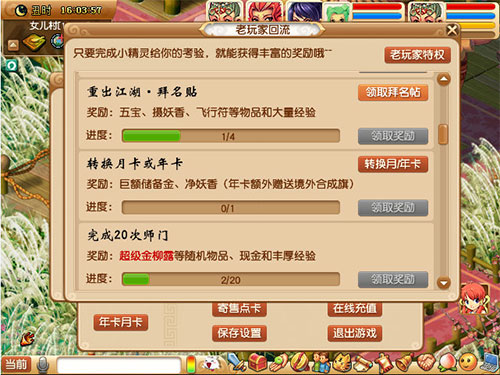 丑时 16:03:57
女儿村
老玩家回流
只要完成小精灵给你的考验，就能获得丰富的奖励哦~
老玩家特权
重出江湖·拜名贴
领取拜名帖
奖励：五宝、摄妖香、飞行符等物品和大量经验
进度：
1/4
领取奖励
转换月卡或年卡
转换月/年卡
奖励：巨额储备金、净妖香（年卡额外赠送境外合成旗）
进度：
0/1
领取奖励
完成20次师门
奖励：超级金柳露等随机物品、现金和丰厚经验
进度：
2/20
领取奖励
年卡月卡
寄售点卡
在线充值
保存设置
退出游戏
当前